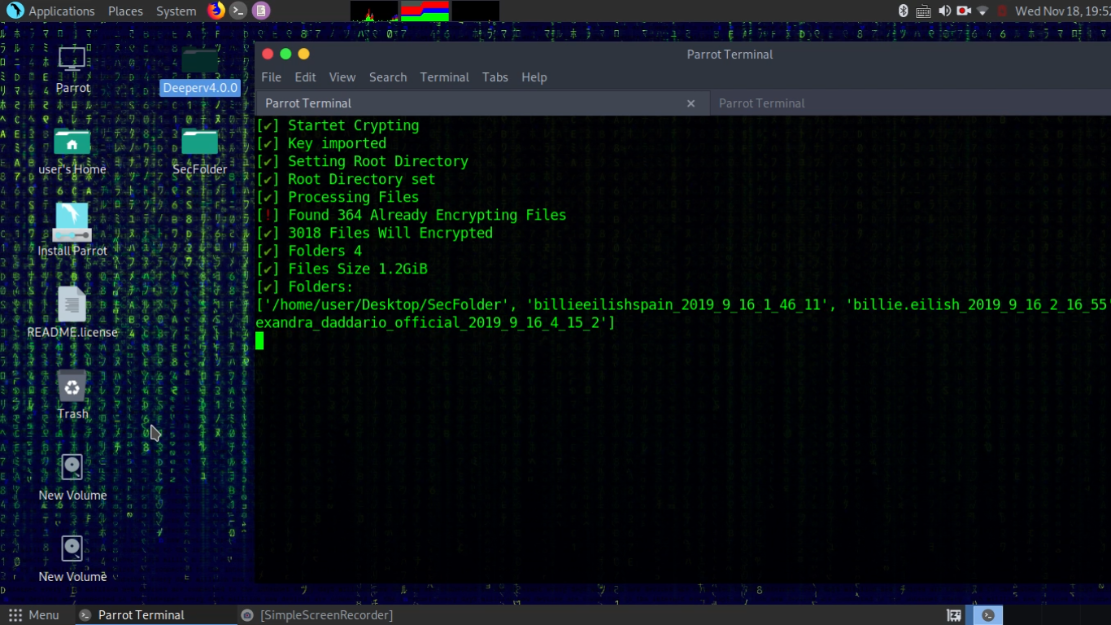 Applications Places System Wed Nov 18, 19:52
Parrot Terminal
File Edit View Search Terminal Tabs Help
Parrot Terminal
Parrot Terminal
[✔] Startet Crypting
[✔] Key imported
[✔] Setting Root Directory
[✔] Root Directory set
[✔] Processing Files
[!] Found 364 Already Encrypting Files
[✔] 3018 Files Will Encrypted
[✔] Folders 4
[✔] Files Size 1.2GiB
[✔] Folders:
['/home/user/Desktop/SecFolder', 'billieeilishspain_2019_9_16_1_46_11', 'billie.eilish_2019_9_16_2_16_55'
exandra_daddario_official_2019_9_16_4_15_2']
Parrot
Deeperv4.0.0
user's Home
SecFolder
Install Parrot
README.license
Trash
New Volume
New Volume
Menu Parrot Terminal [SimpleScreenRecorder]